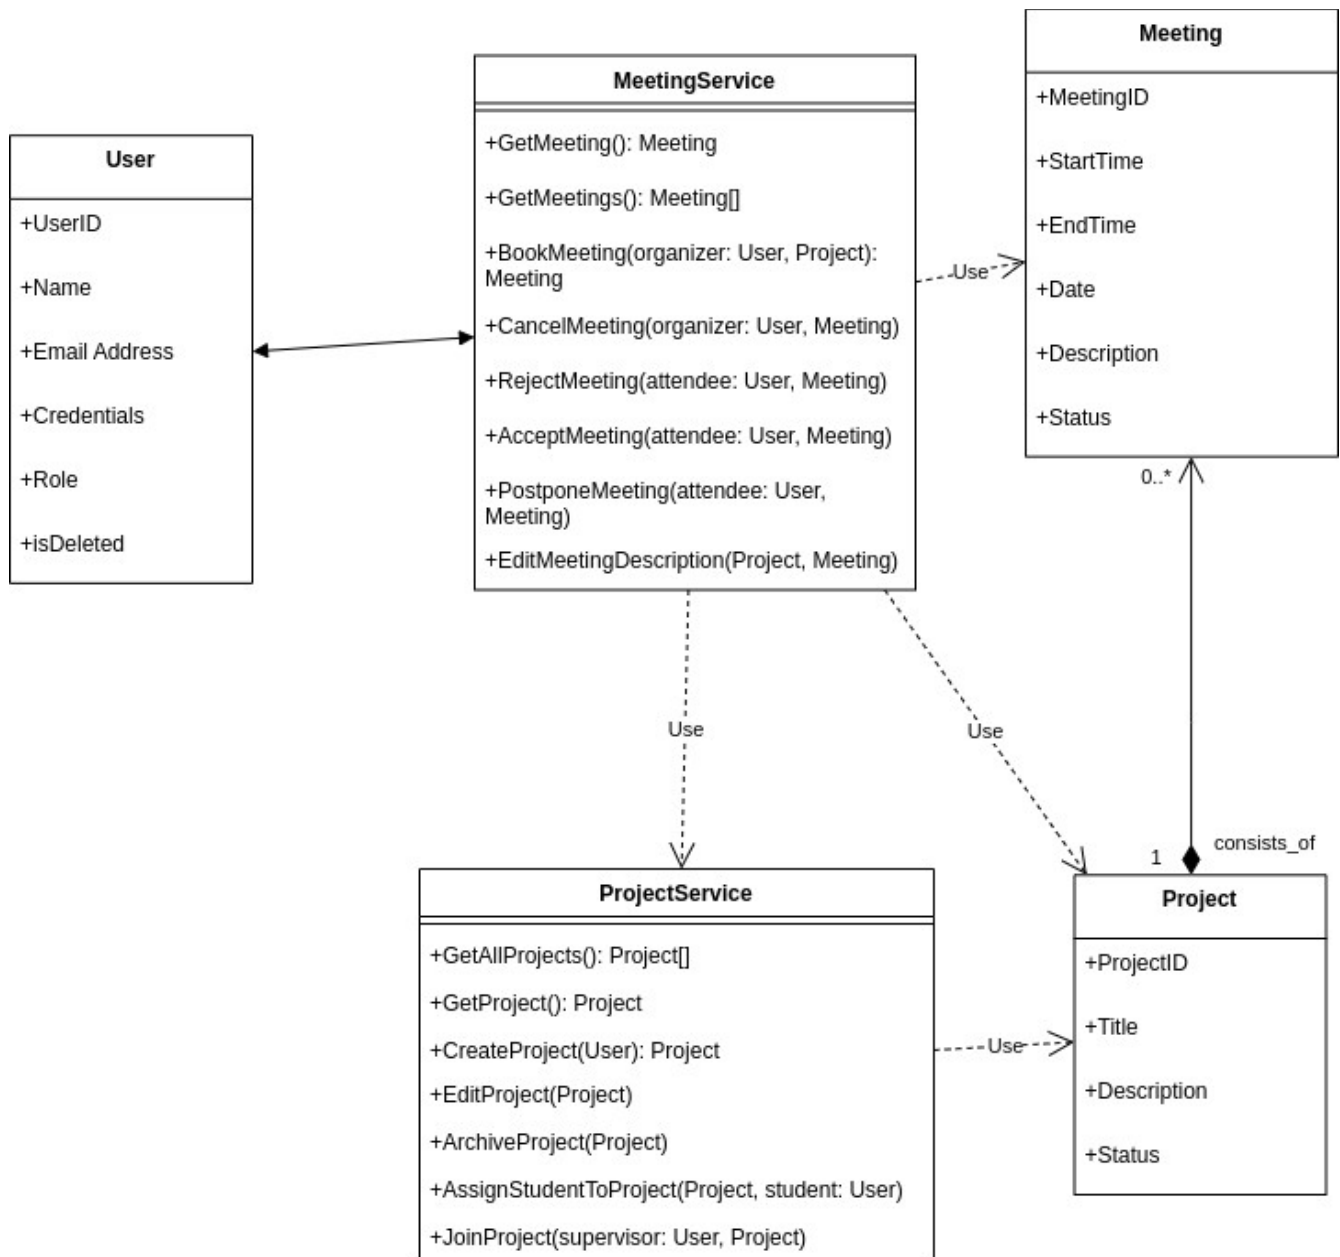 Meeting
+MeetingID
+StartTime
+EndTime
+Date
+Description
+Status
MeetingService
+GetMeeting(): Meeting
+GetMeetings(): Meeting[]
+BookMeeting(organizer: User, Project):
Meeting
+CancelMeeting(organizer: User, Meeting)
+RejectMeeting(attendee: User, Meeting)
+AcceptMeeting(attendee: User, Meeting)
+PostponeMeeting(attendee: User,
Meeting)
+EditMeetingDescription(Project, Meeting)
User
+UserID
+Name
+Email Address
+Credentials
+Role
+isDeleted
Use
0..*
Use
Use
consists_of
1
ProjectService
+GetAllProjects(): Project[]
+GetProject(): Project
+CreateProject(User): Project
+EditProject(Project)
+ArchiveProject(Project)
+AssignStudentToProject(Project, student: User)
+JoinProject(supervisor: User, Project)
Use
Project
+ProjectID
+Title
+Description
+Status